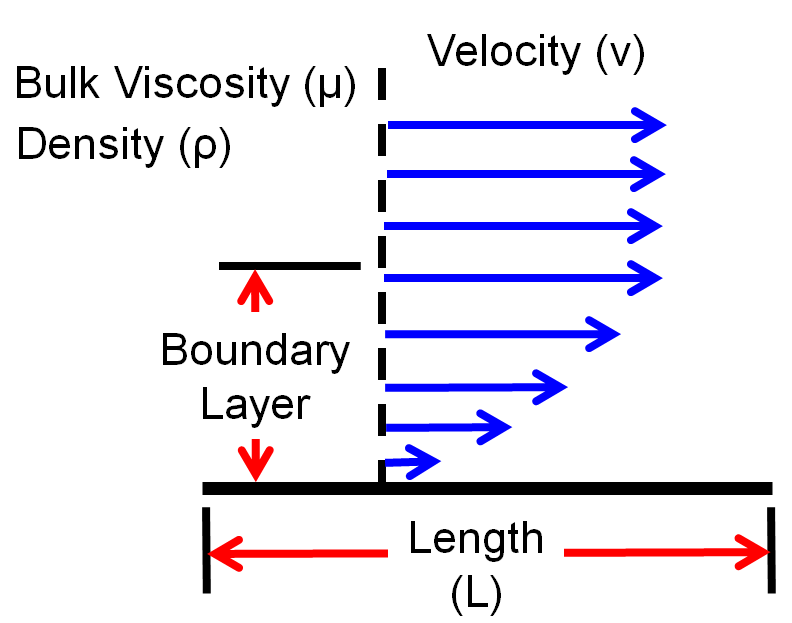 Velocity (v)
Bulk Viscosity (μ)
Density (ρ)
Boundary
Layer
Length
(L)